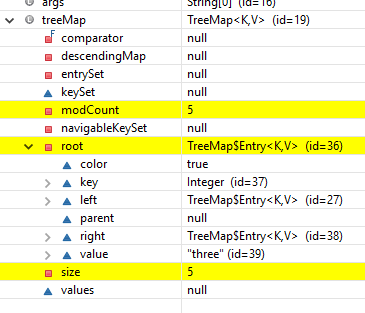 args String[0] (id=16)
treeMap TreeMap<K,V> (id=19)
comparator null
descendingMap null
entrySet null
keySet null
modCount 5
navigableKeySet null
root TreeMap$Entry<K,V> (id=36)
color true
key Integer (id=37)
left TreeMap$Entry<K,V> (id=27)
parent null
right TreeMap$Entry<K,V> (id=38)
value "three" (id=39)
size 5
values null